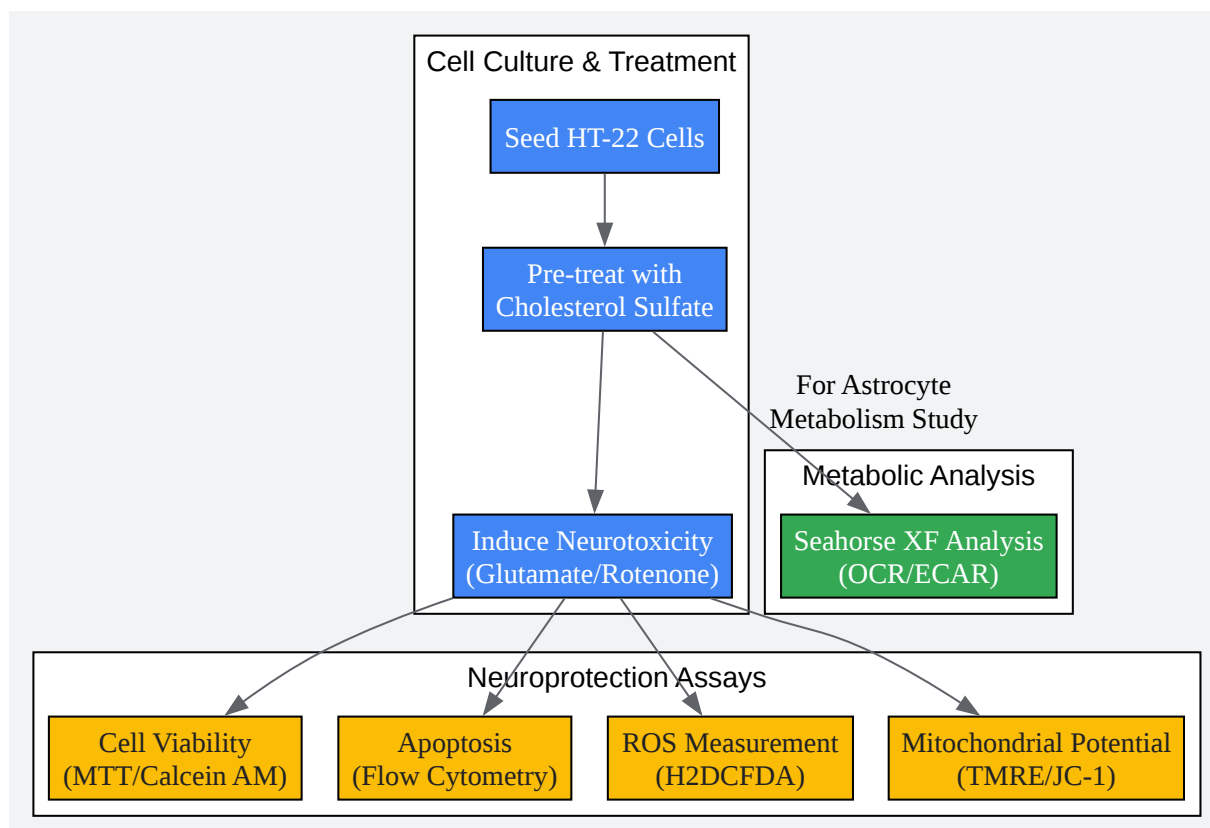 Cell Culture & Treatment
Seed HT-22 Cells
Pre-treat with
Cholesterol Sulfate
For Astrocyte
Metabolism Study
Metabolic Analysis
Induce Neurotoxicity
(Glutamate/Rotenone)
Seahorse XF Analysis
(OCR/ECAR)
Neuroprotection Assays
Cell Viability
(MTT/Calcein AM)
Apoptosis
(Flow Cytometry)
ROS Measurement
(H2DCFDA)
Mitochondrial Potential
(TMRE/JC-1)